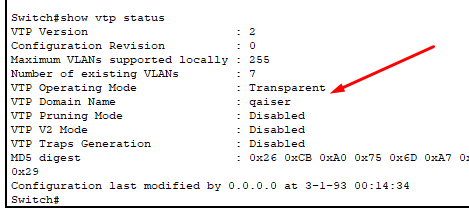 Switch#show vtp status
VTP Version : 2
Configuration Revision : 0
Maximum VLANs supported locally : 255
Number of existing VLANs : 7
VTP Operating Mode : Transparent
VTP Domain Name : qaiser
VTP Pruning Mode : Disabled
VTP V2 Mode : Disabled
VTP Traps Generation : Disabled
MD5 digest : 0x26 0xCB 0xA0 0x75 0x6D 0xA7 0
0x29
Configuration last modified by 0.0.0.0 at 3-1-93 00:14:34
Switch#